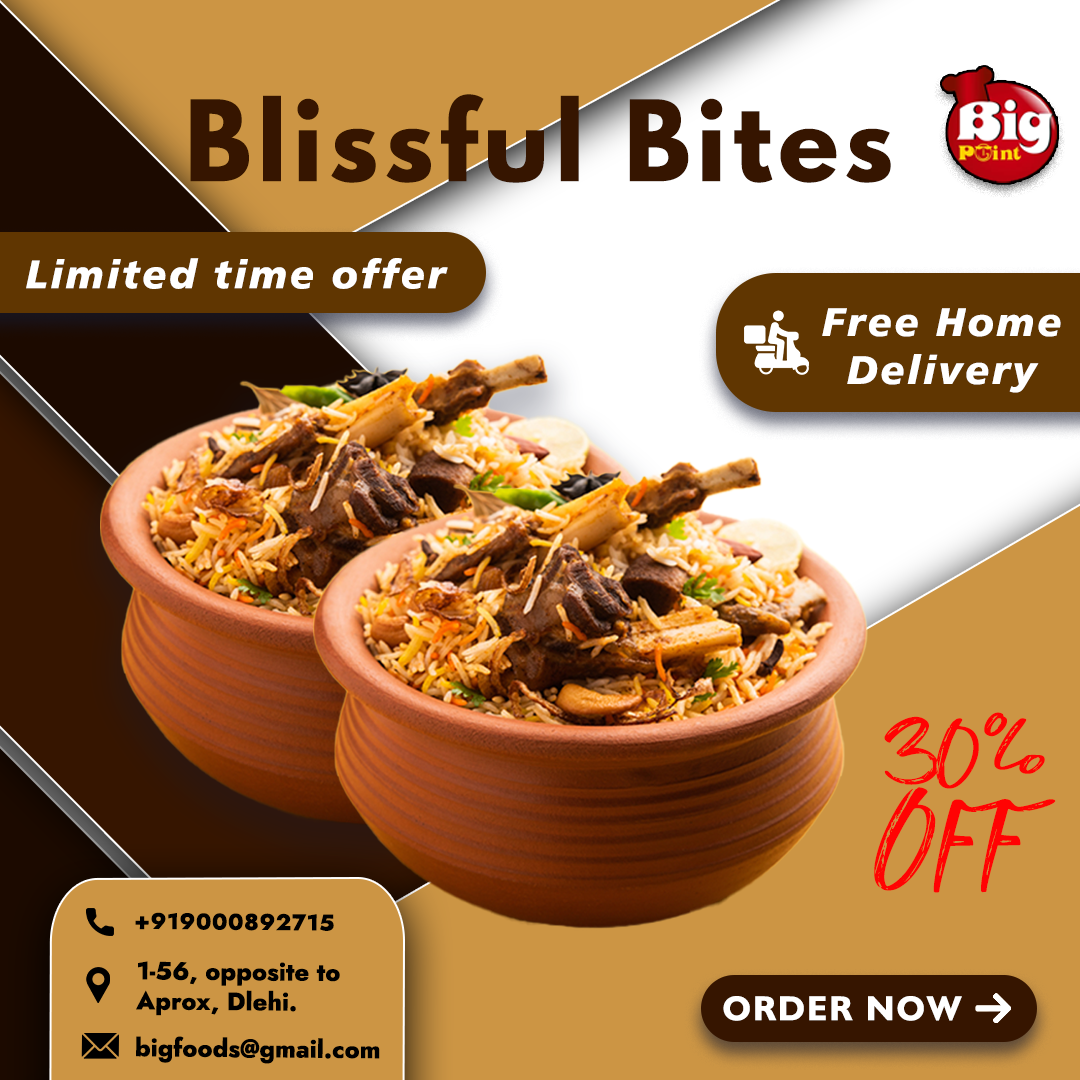 Blissful Bites
Big
Point
Limited time offer
Free Home
Delivery
30%
OFF
+919000892715
1-56, opposite to
Aprox, Dlehi.
bigfoods@gmail.com
ORDER NOW